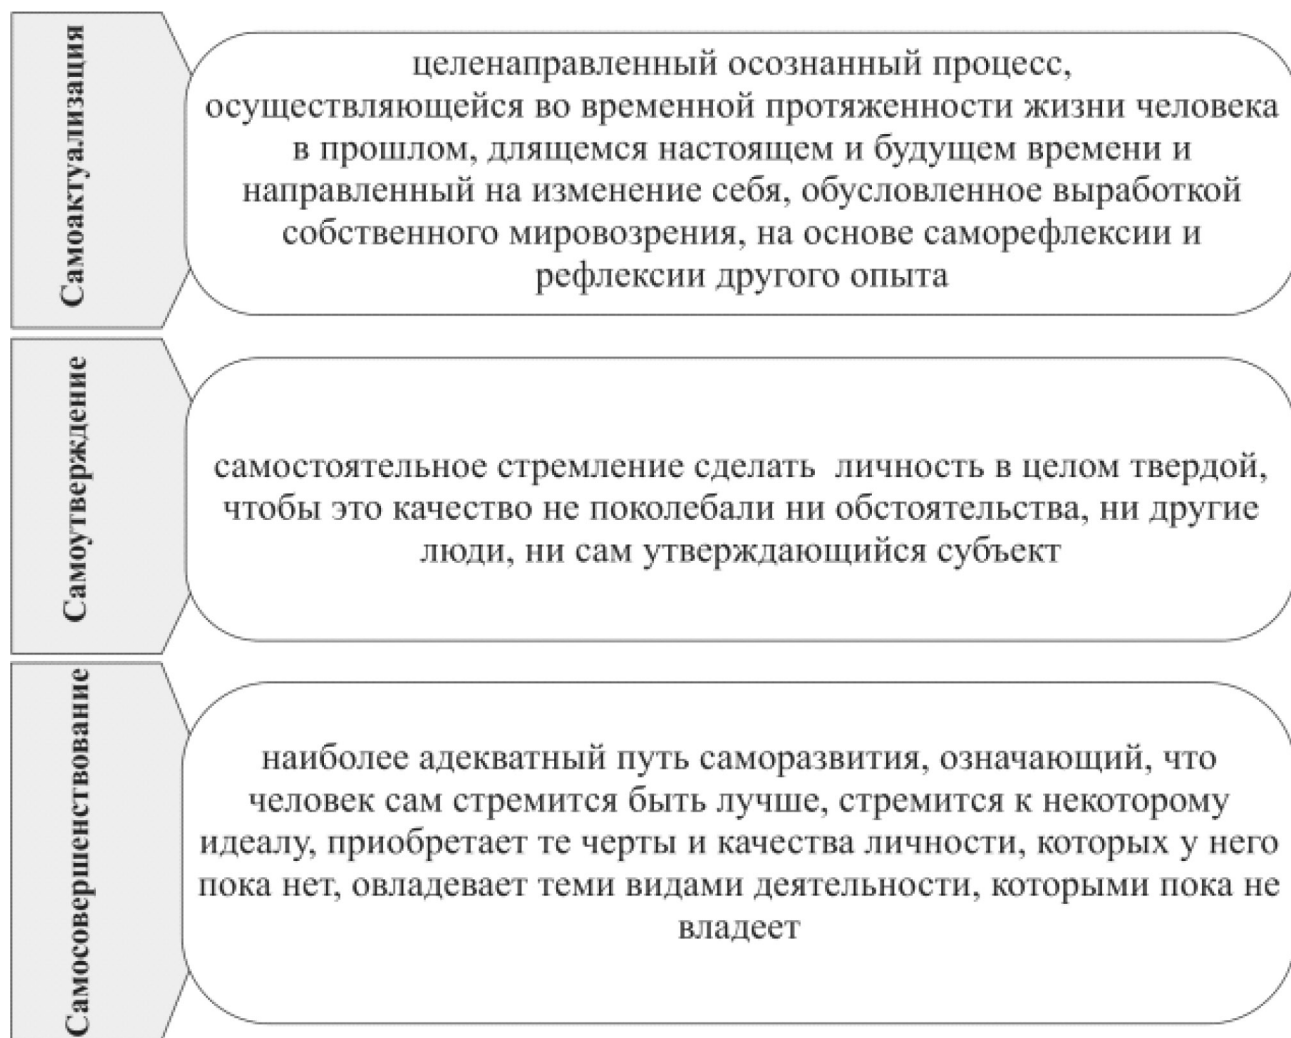 Самоактуализация
целенаправленный осознанный процесс,
осуществляющейся во временной протяженности жизни человека
в прошлом, длящемся настоящем и будущем времени и
направленный на изменение себя, обусловленное выработкой
собственного мировозрения, на основе саморефлексии и
рефлексии другого опыта
Самоутверждение
самостоятельное стремление сделать личность в целом твердой,
чтобы это качество не поколебали ни обстоятельства, ни другие
люди, ни сам утверждающийся субъект
Самосовершенствование
наиболее адекватный путь саморазвития, означающий, что
человек сам стремится быть лучше, стремится к некоторому
идеалу, приобретает те черты и качества личности, которых у него
пока нет, овладевает теми видами деятельности, которыми пока не
владеет